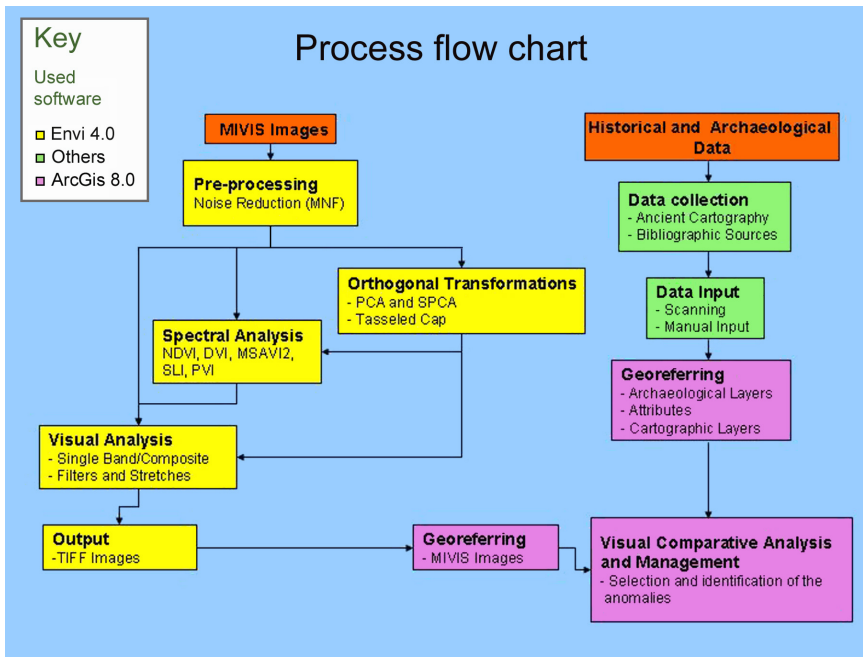 Process flow chart
Key
Used
software
Envi 4.0
Others
ArcGis 8.0
MIVIS Images
Pre-processing
Noise Reduction (MNF)
Orthogonal Transformations
- PCA and SPCA
- Tasseled Cap
Spectral Analysis
NDVI, DVI, MSAVI2,
SLI, PVI
Visual Analysis
- Single Band/Composite
- Filters and Stretches
Output
-TIFF Images
Georeferring
- MIVIS Images
Historical and Archaeological
Data
Data collection
- Ancient Cartography
- Bibliographic Sources
Data Input
- Scanning
- Manual Input
Georeferring
- Archaeological Layers
- Attributes
- Cartographic Layers
Visual Comparative Analysis
and Management
- Selection and identification of the
anomalies